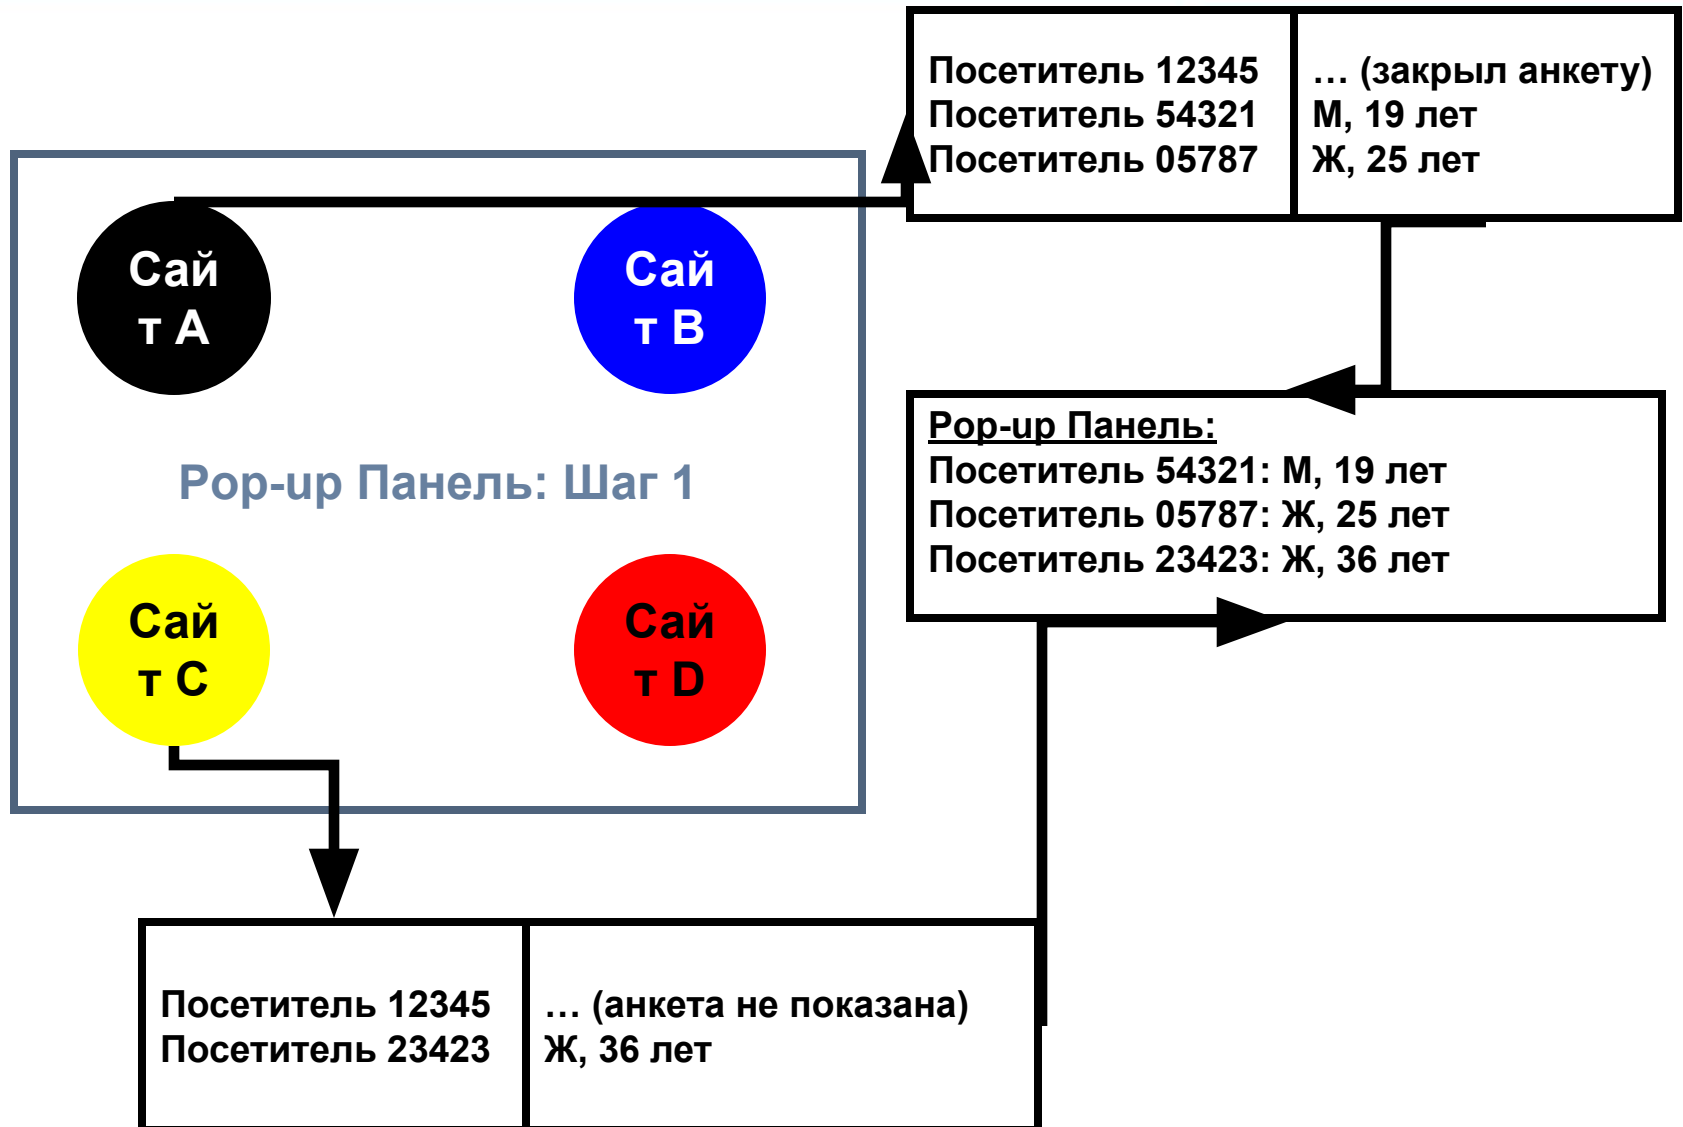 Посетитель 12345
Посетитель 54321
Посетитель 05787
… (закрыл анкету)
М, 19 лет
Ж, 25 лет
Сай
т А
Сай
т B
Pop-up Панель: Шаг 1
Сай
т С
Сай
т D
Pop-up Панель:
Посетитель 54321: М, 19 лет
Посетитель 05787: Ж, 25 лет
Посетитель 23423: Ж, 36 лет
Посетитель 12345
Посетитель 23423
… (анкета не показана)
Ж, 36 лет